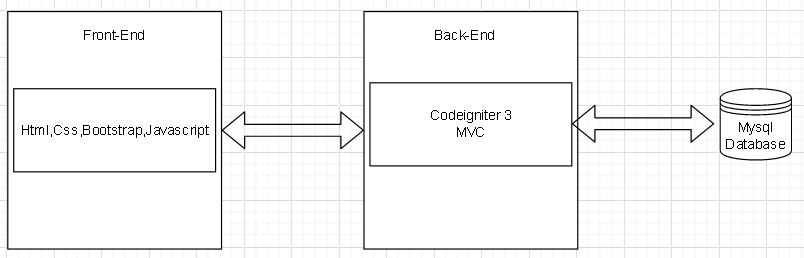 Front-End
Html,Css,Bootstrap,Javascript
Back-End
Codeigniter 3
MVC
Mysql
Database